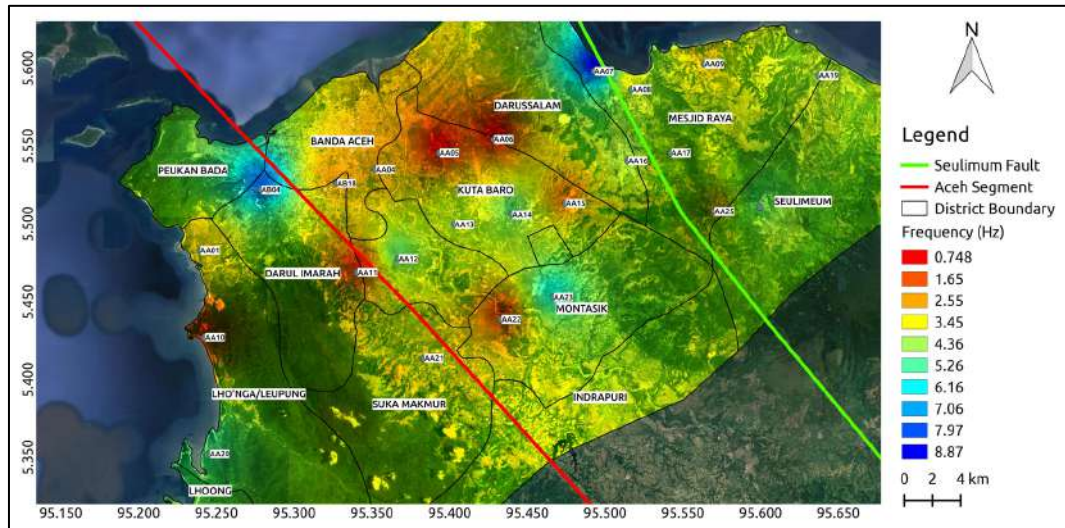 N
5.600
5.550
5.500
5.450
5.400
5.350
AA07
AA09
AA19
AA08
DARUSSALAM
MESJID RAYA
BANDA ACEH
AA06
AA05
AA16
AA17
PEUKAN BADA
AA04
AB18
AB04
KUTA BARO
AA15
AA14
AA13
AA25
SEULIMEUM
AA01
AA12
DARUL IMARAH
AA11
AA23
MONTASIK
AA22
AA10
AA21
LHO'NGA/LEUPUNG
SUKA MAKMUR
INDRAPURI
AA20
LHOONG
95.150 95.200 95.250 95.300 95.350 95.400 95.450 95.500 95.550 95.600 95.650
Legend
Seulimum Fault
Aceh Segment
District Boundary
Frequency (Hz)
0.748
1.65
2.55
3.45
4.36
5.26
6.16
7.06
7.97
8.87
0 2 4 km